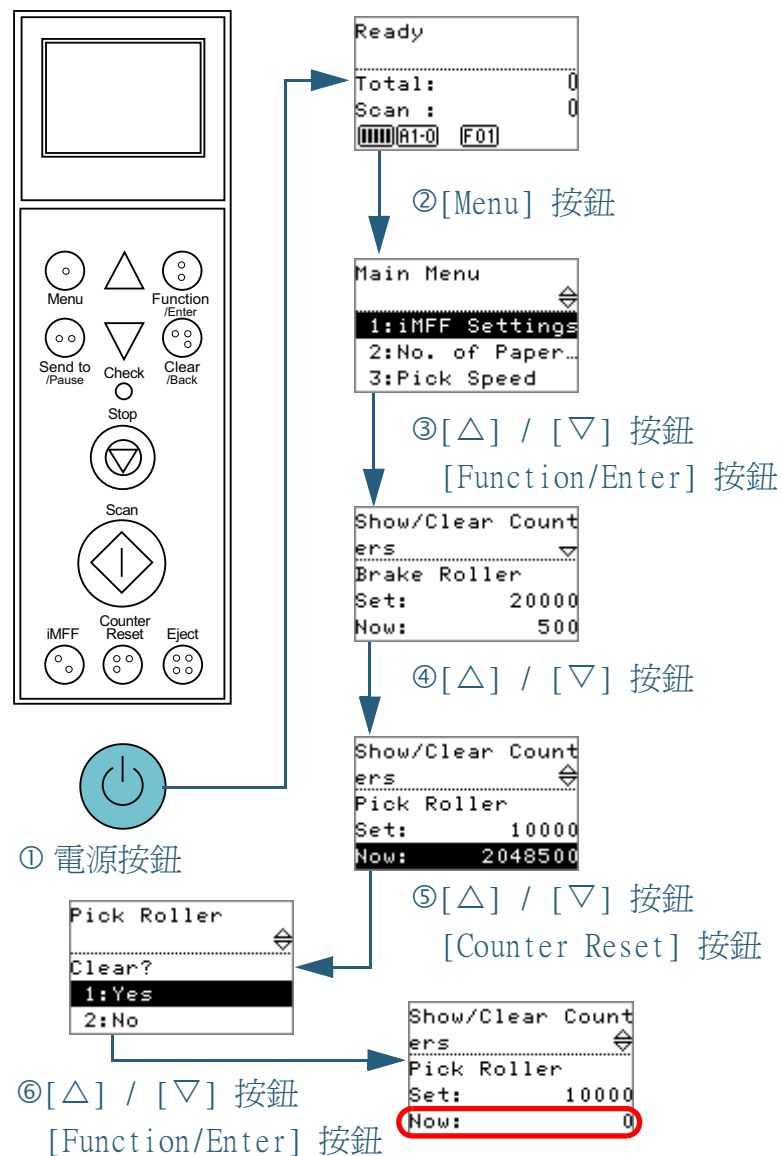 Ready
Total: 0
Scan : 0
A1-0 F01
②[Menu] 按鈕
Main Menu
1:iMFF Settings
2:No. of Paper…
3:Pick Speed
③[△] / [▽] 按鈕
[Function/Enter] 按鈕
Show/Clear Count
ers
Brake Roller
Set: 20000
Now: 500
④[△] / [▽] 按鈕
Show/Clear Count
ers
Pick Roller
Set: 10000
Now: 2048500
⑤[△] / [▽] 按鈕
[Counter Reset] 按鈕
Menu
Function
/Enter
Send to
/Pause
Check
Clear
/Back
Stop
Scan
iMFF
Counter
Reset
Eject
① 電源按鈕
Pick Roller
Clear?
1:Yes
2:No
⑥[△] / [▽] 按鈕
[Function/Enter] 按鈕
Show/Clear Count
ers
Pick Roller
Set: 10000
Now: 0